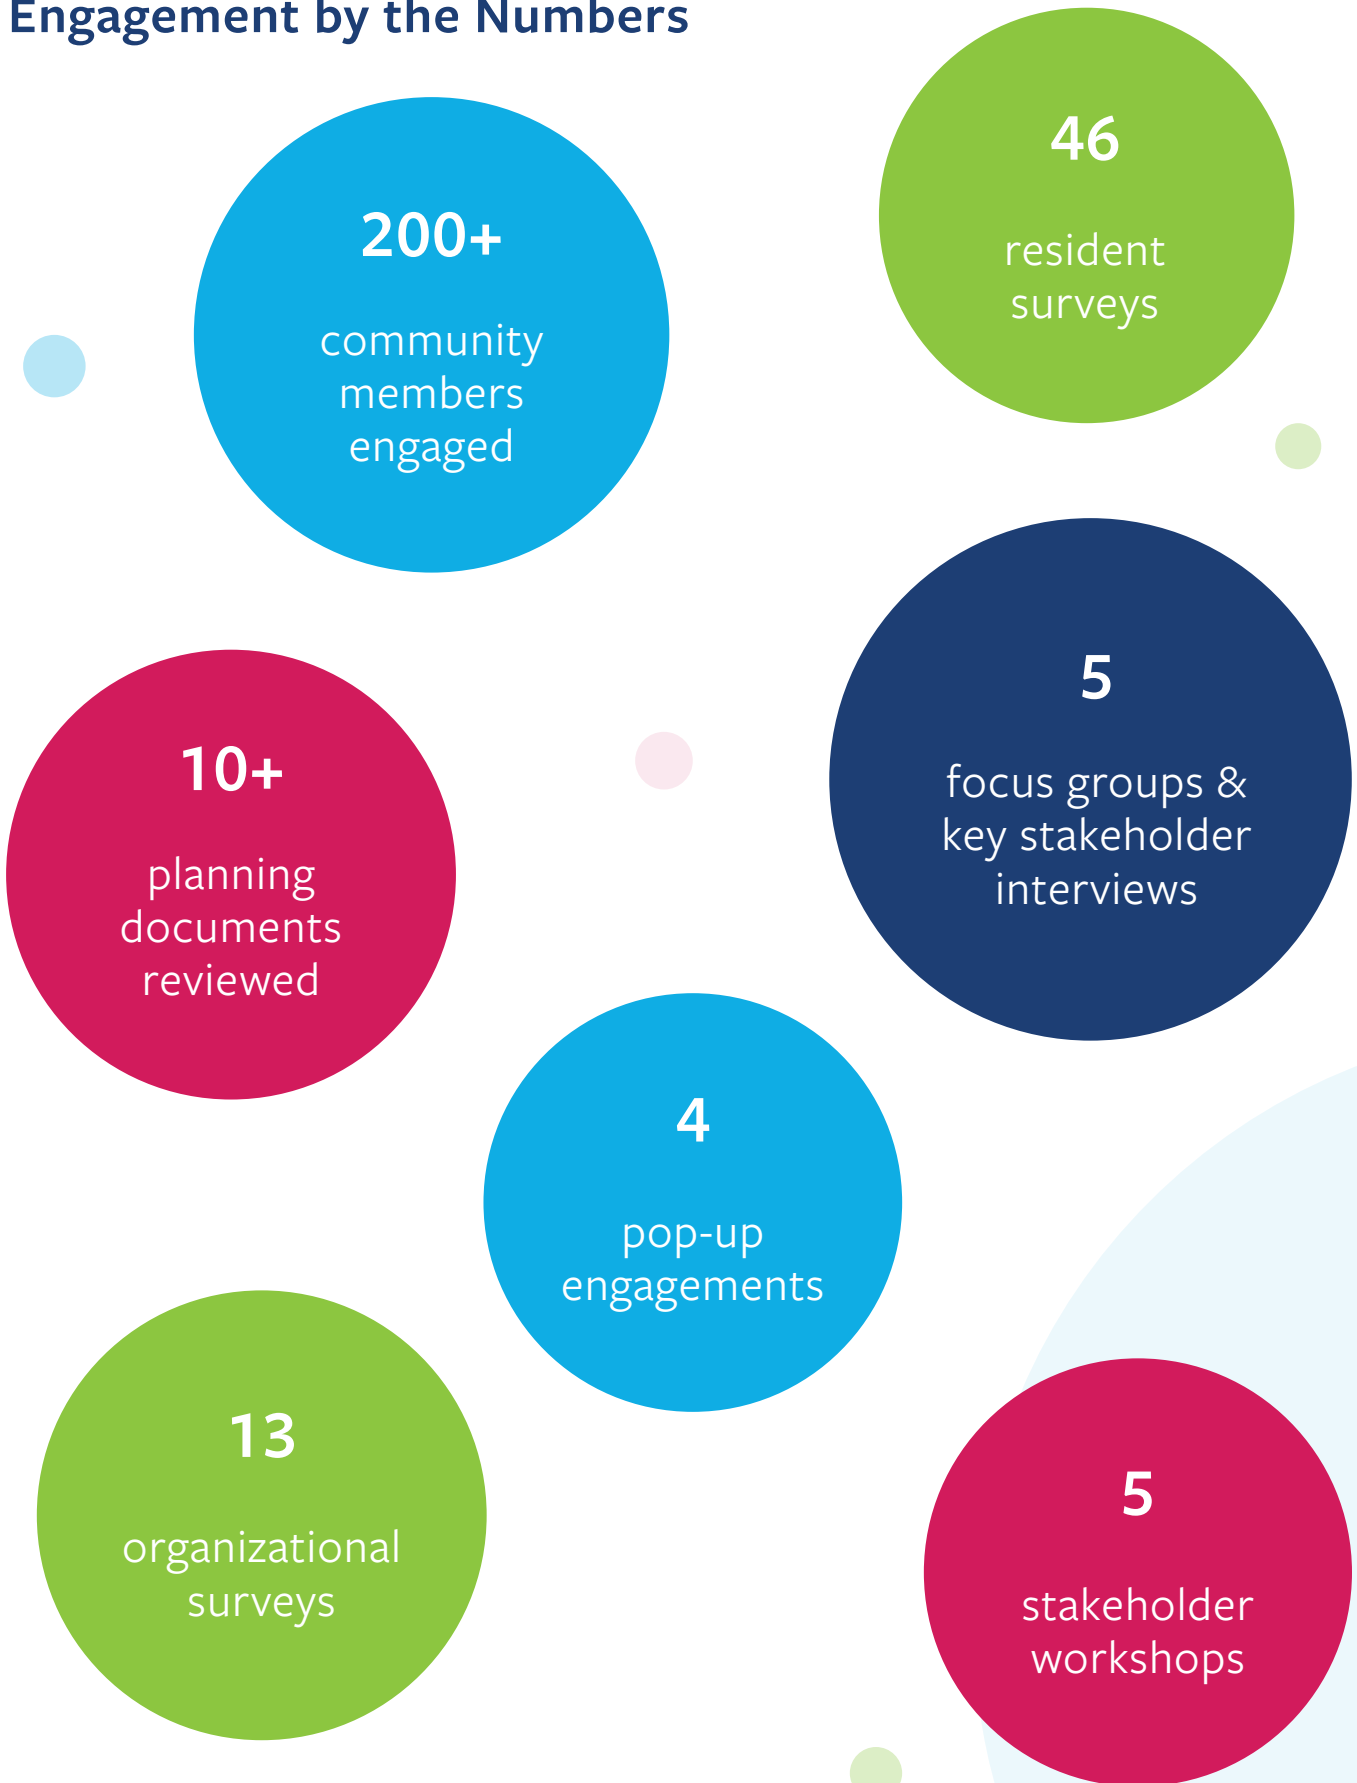 Engagement by the Numbers
200+
community
members
engaged
46
resident
surveys
10+
planning
documents
reviewed
5
focus groups &
key stakeholder
interviews
4
pop-up
engagements
13
organizational
surveys
5
stakeholder
workshops